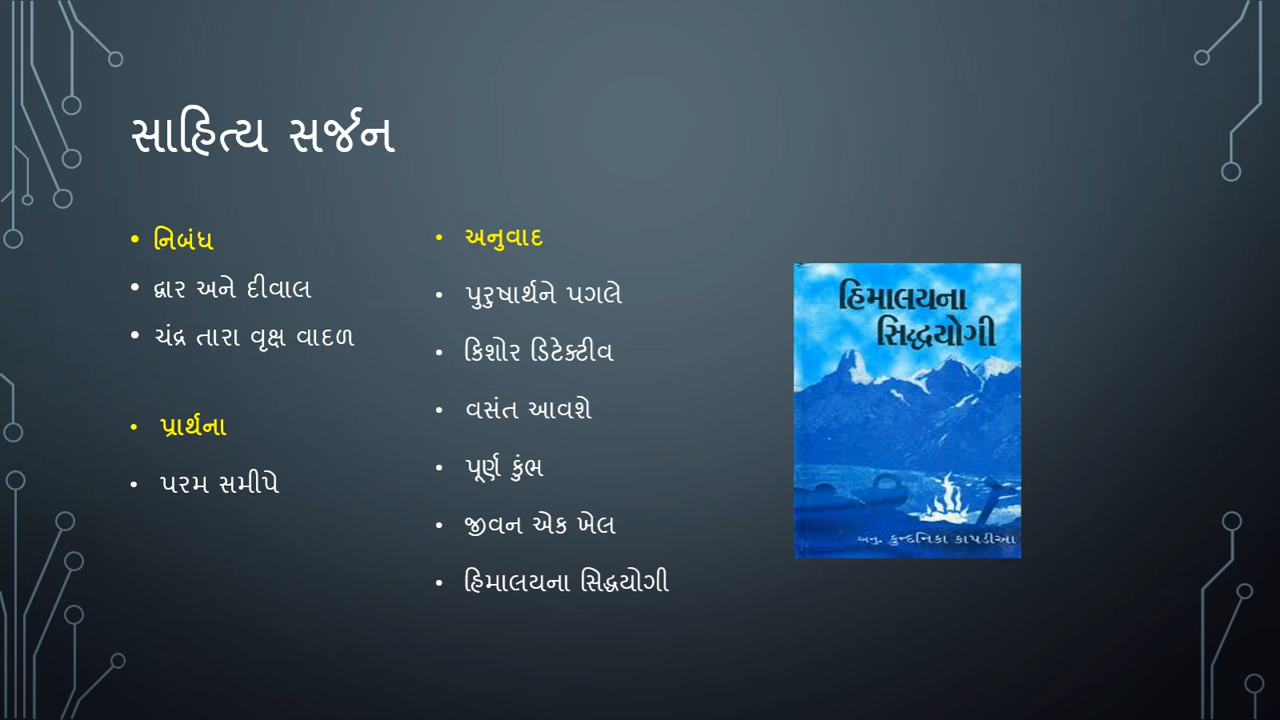 સાહિત્ય સર્જન
• નિબંધ
• દ્વાર અને દીવાલ
• ચંદ્ર તારા વૃક્ષ વાદળ
• પ્રાર્થના
• પરમ સમીપે
• અનુવાદ
• પુરુષાર્થને પગલે
• કિશોર ડિટેક્ટીવ
• વસંત આવશે
• પૂર્ણ કુંભ
• જીવન એક ખેલ
• હિમાલયના સિદ્ધયોગી
હિમાલયના
સિદ્ધયોગી
અનુ. કુન્દનિકા કાપડીઆ